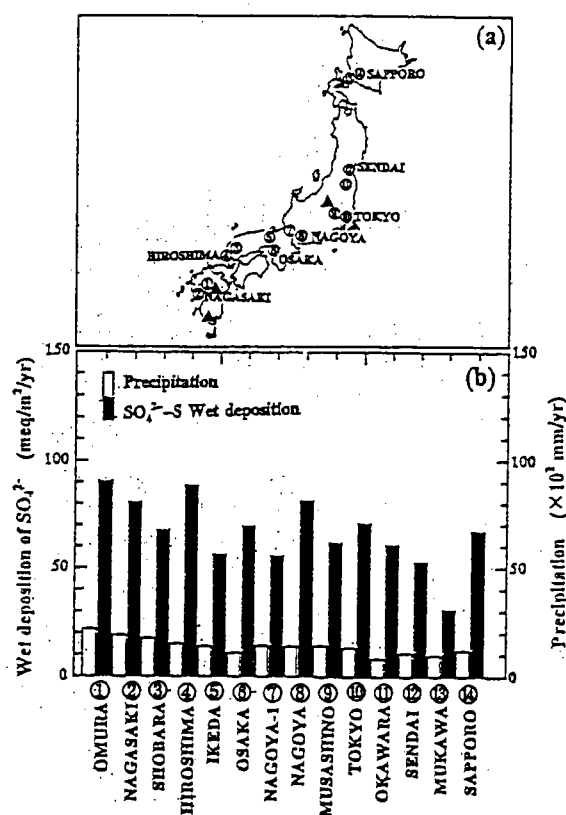 (a)
⑭ SAPPORO
SENDAI
TOKYO
NAGOYA
OSAKA
HIROSHIMA
NAGASAKI
(b)
Precipitation
SO₄²⁻–S Wet deposition
Wet deposition of SO₄²⁻ (meq/m²/yr)
150
100
50
0
Precipitation (×10² mm/yr)
150
100
50
0
OMURA ①
NAGASAKI ②
SHOBARA ③
HIROSHIMA ④
IKEDA ⑤
OSAKA ⑥
NAGOYA-1 ⑦
NAGOYA ⑧
MUSASHINO ⑨
TOKYO ⑩
OKAWARA ⑪
SENDAI ⑫
MUKAWA ⑬
SAPPORO ⑭